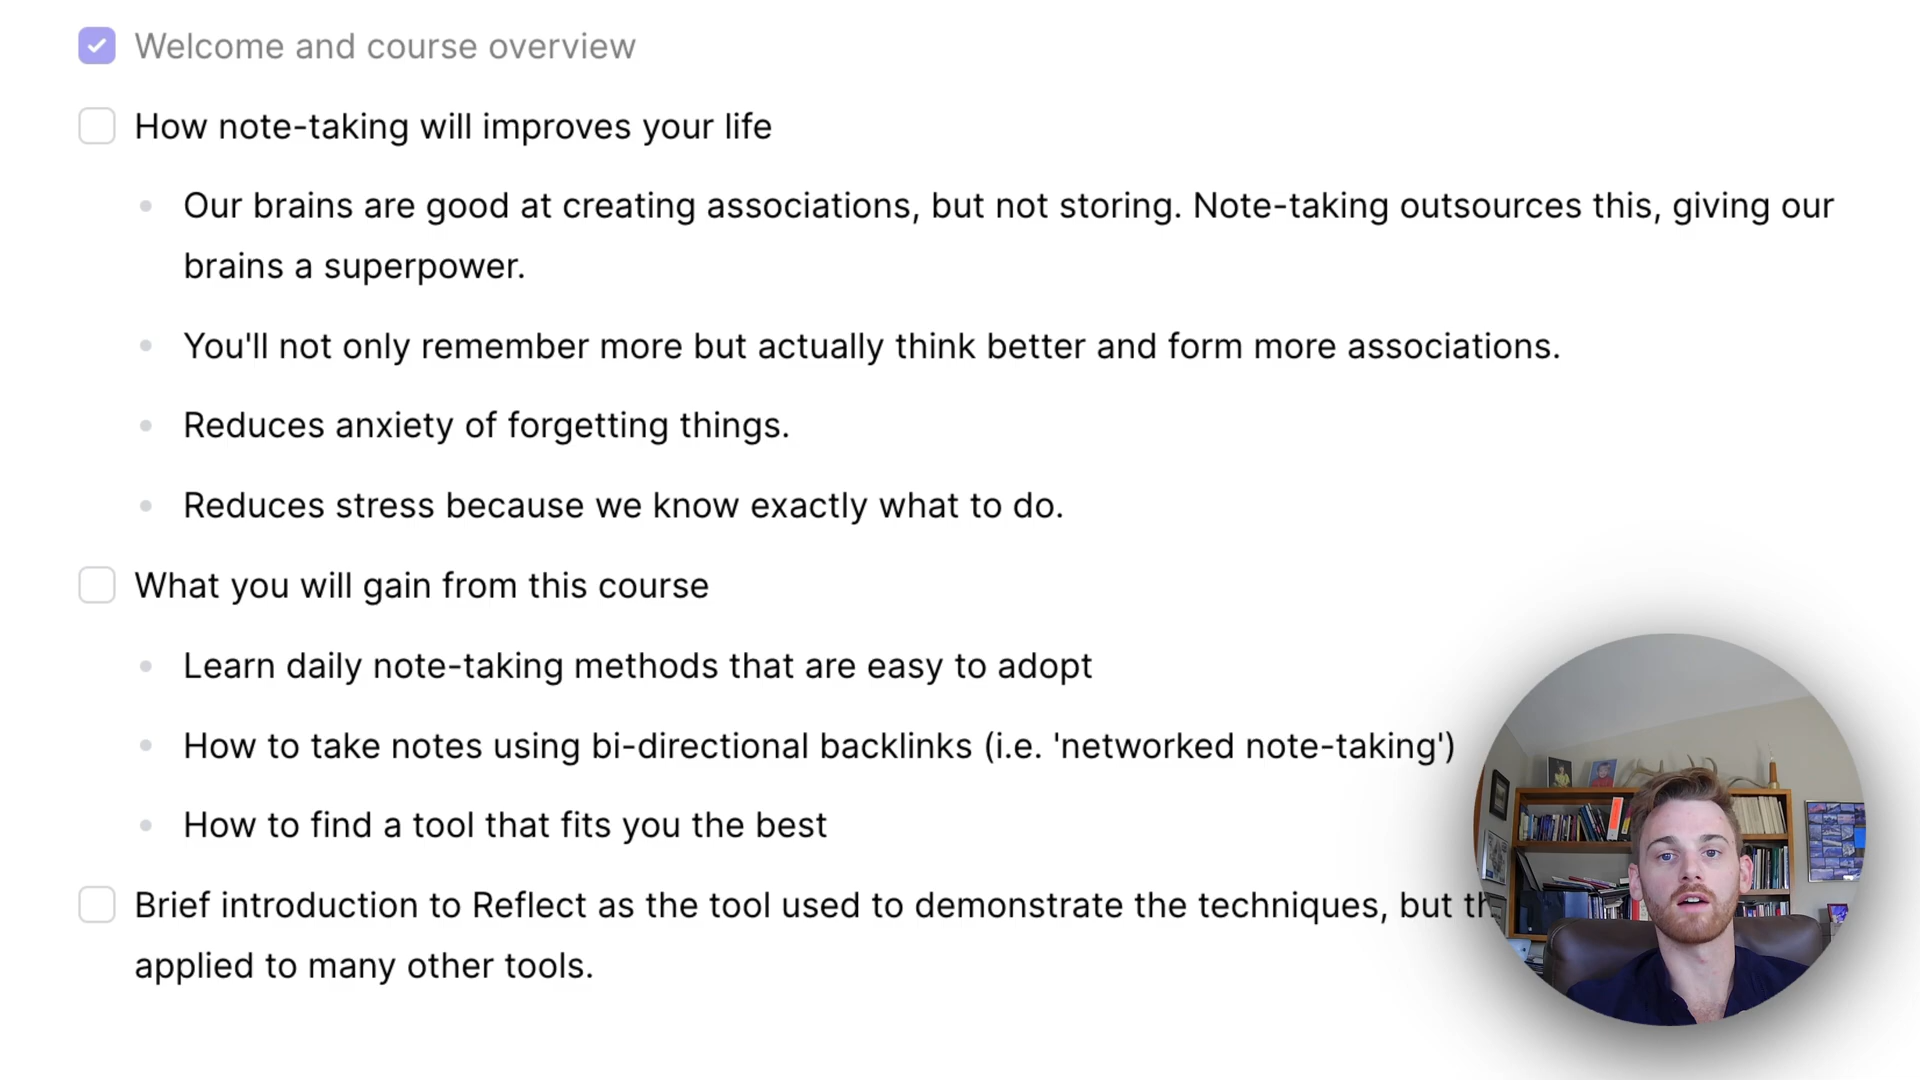 Welcome and course overview
How note-taking will improves your life
Our brains are good at creating associations, but not storing. Note-taking outsources this, giving our
brains a superpower.
You'll not only remember more but actually think better and form more associations.
Reduces anxiety of forgetting things.
Reduces stress because we know exactly what to do.
What you will gain from this course
Learn daily note-taking methods that are easy to adopt
How to take notes using bi-directional backlinks (i.e. 'networked note-taking')
How to find a tool that fits you the best
Brief introduction to Reflect as the tool used to demonstrate the techniques, but
applied to many other tools.